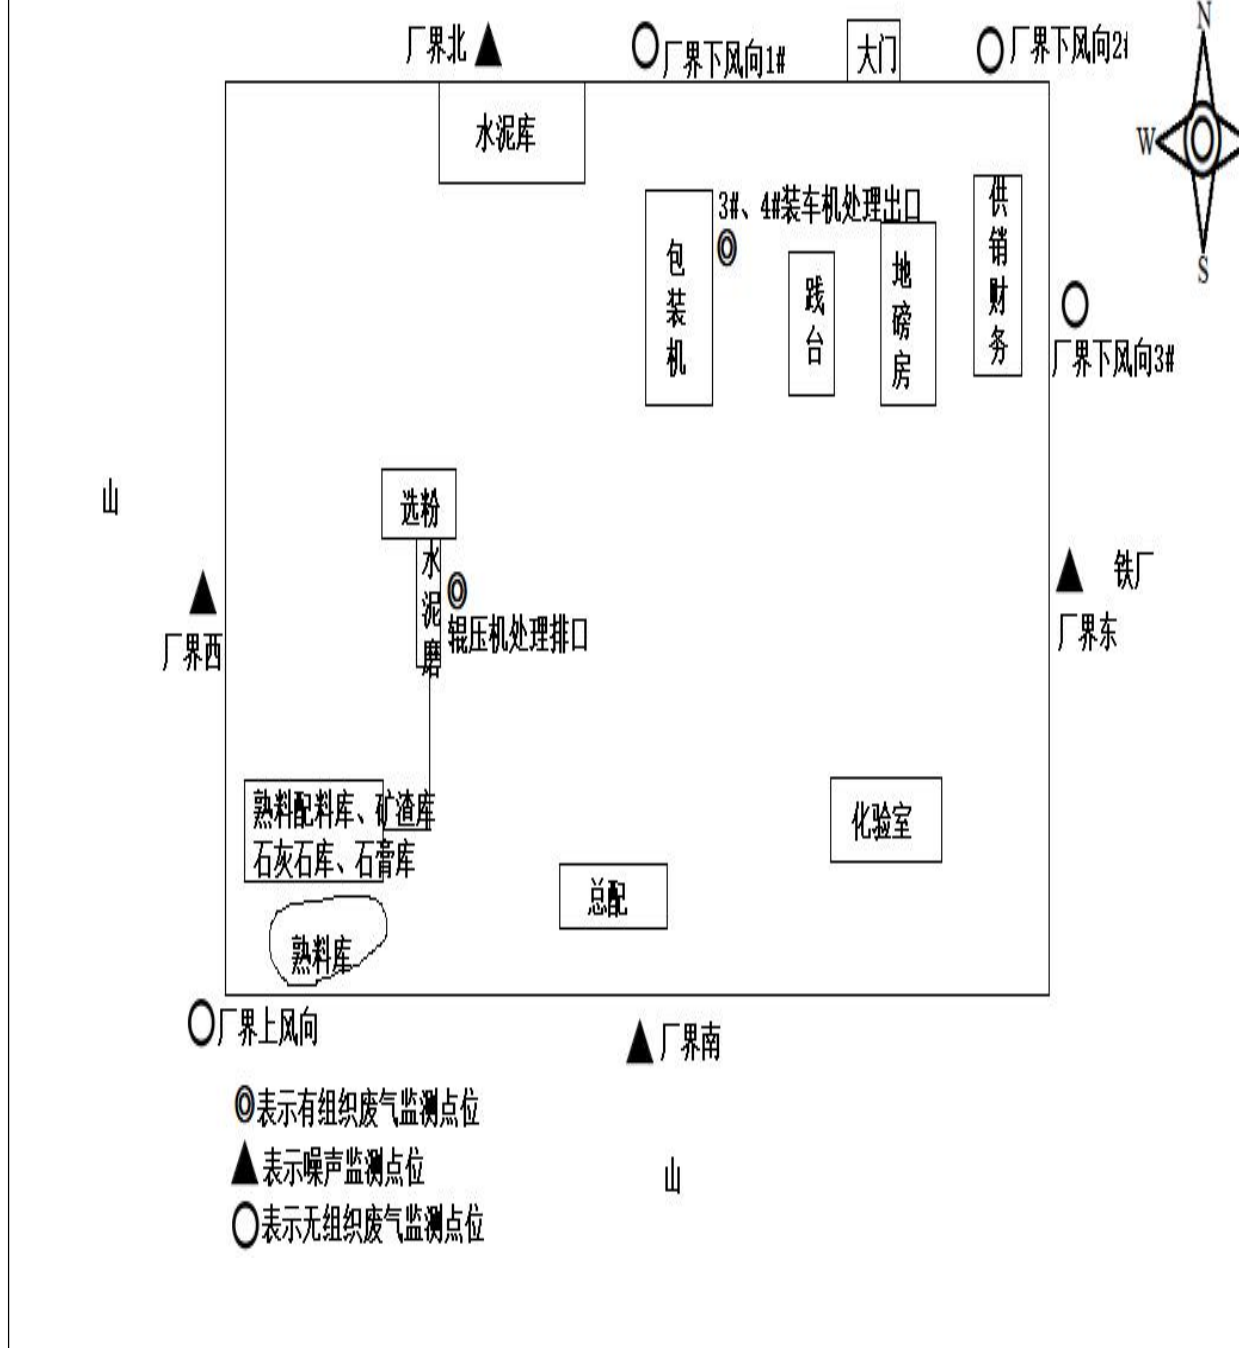 厂界北
厂界下风向1#
大门
厂界下风向2#
N
W
S
水泥库
3#、4#装车机处理出口
包装机
践台
地磅房
供销财务
厂界下风向3#
山
选粉
水泥磨
辊压机处理排口
厂界西
铁厂
厂界东
熟料配料库、矿渣库
石灰石库、石膏库
化验室
总配
熟料库
厂界上风向
厂界南
表示有组织废气监测点位
表示噪声监测点位
山
表示无组织废气监测点位